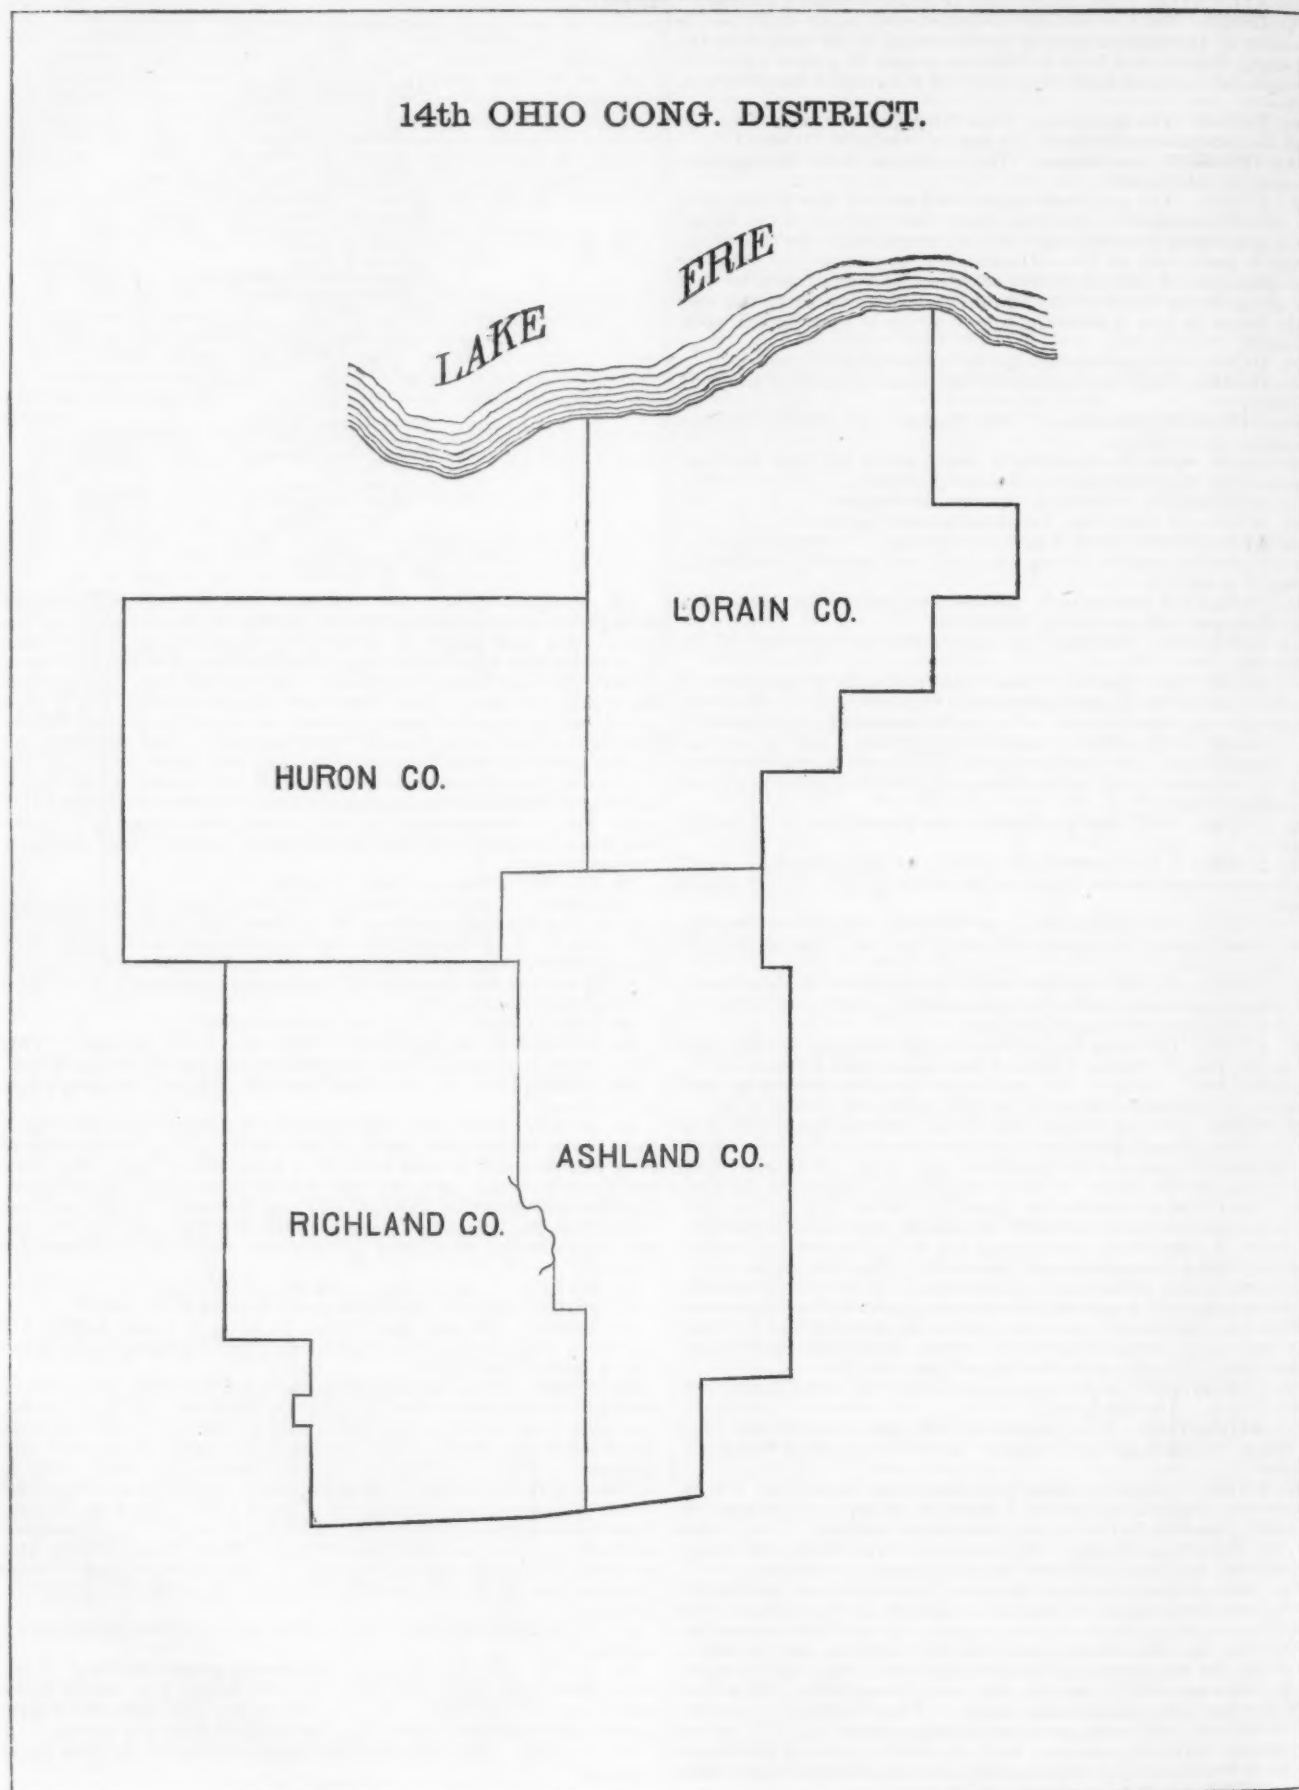 14th OHIO CONG. DISTRICT.
LAKE ERIE
LORAIN CO.
HURON CO.
ASHLAND CO.
RICHLAND CO.